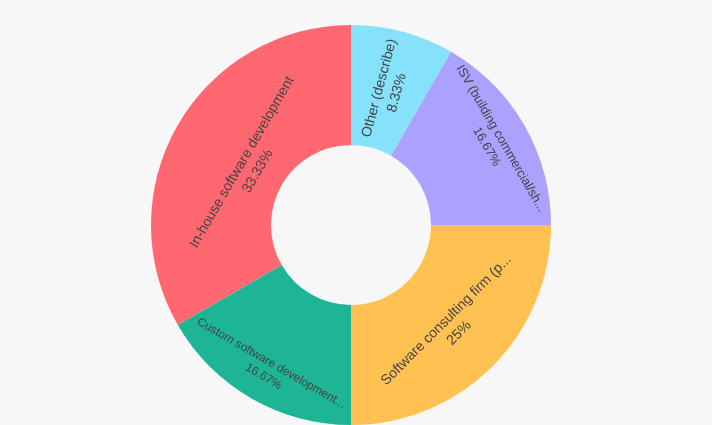 Other (describe)
8.33%
ISV (building commercial/sh...
16.67%
Software consulting firm (p...
25%
Custom software development...
16.67%
In-house software development
33.33%